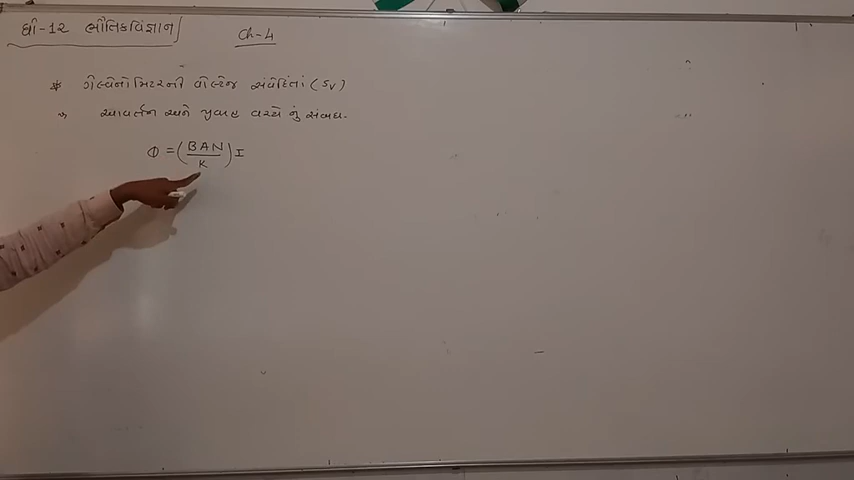 ધો-12 ભૌતિકવિજ્ઞાન Ch-4
* ગેલ્વેનોમિટરની વોલ્ટેજ સંવેદિતા (Sv)
→ આવર્તન અને પ્રવાહ વચ્ચે નું સંબંધ.
Φ = (BAN/K) I